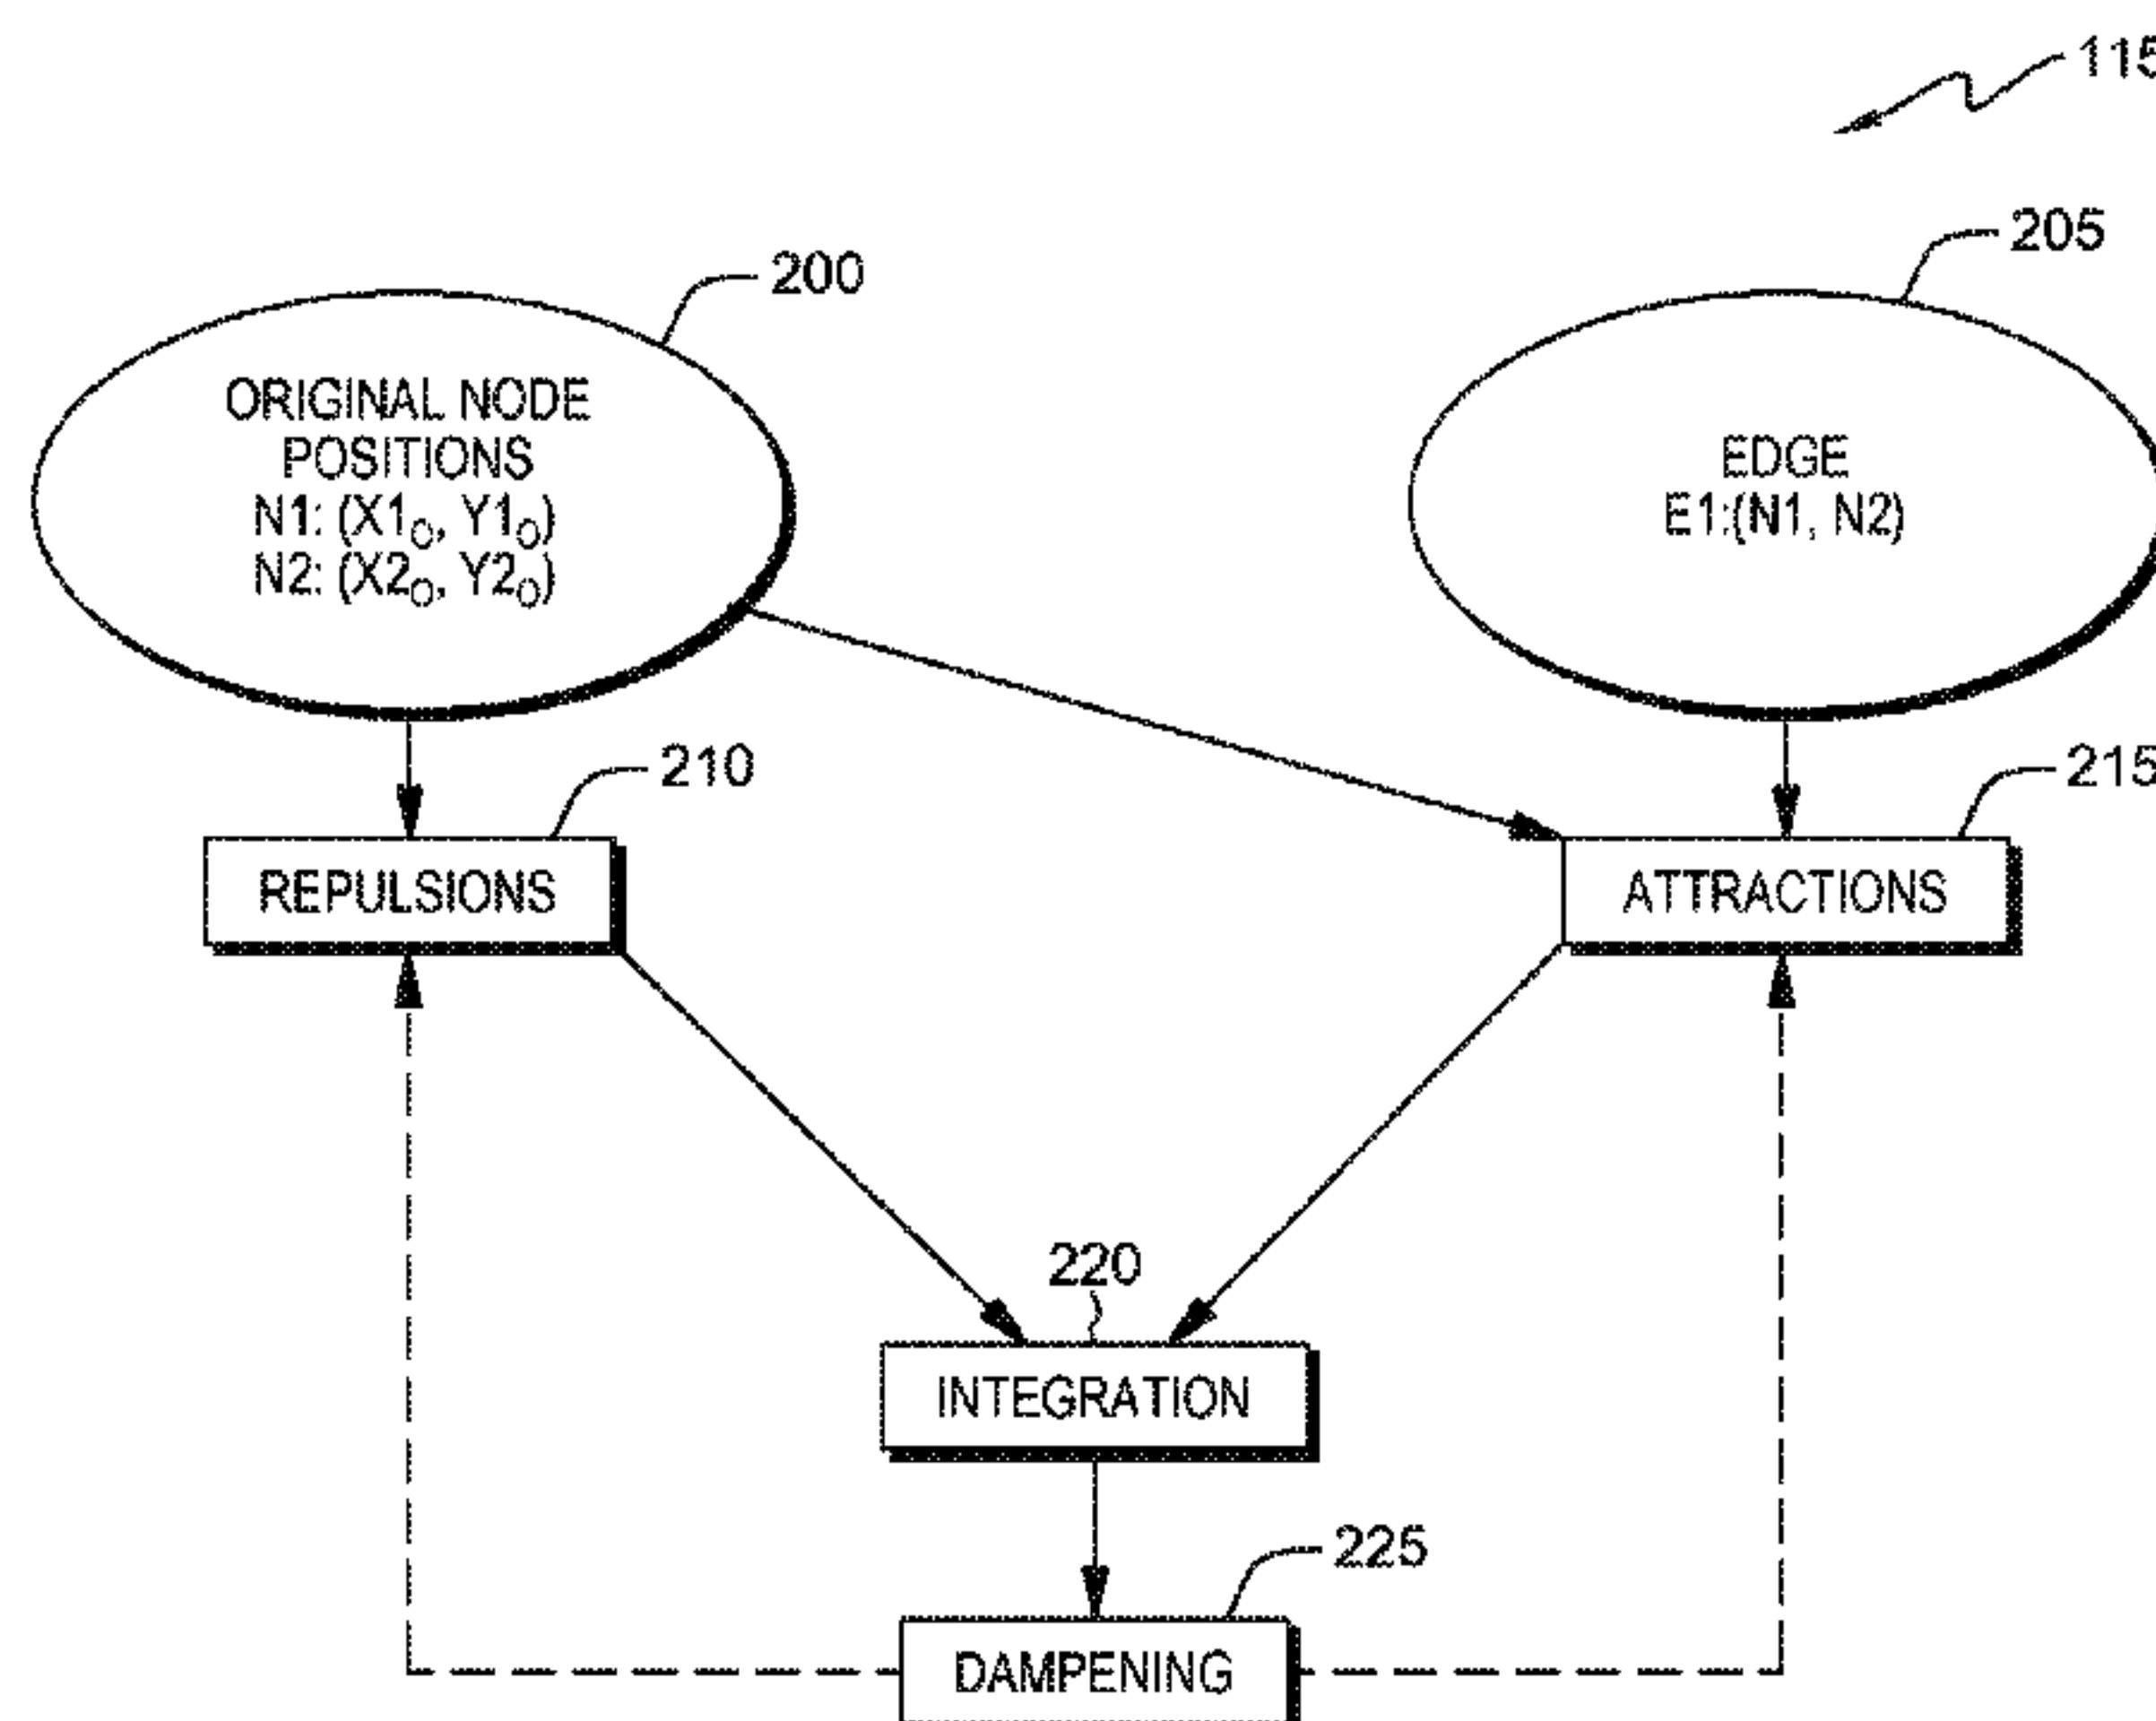 115
205
200
ORIGINAL NODE
POSITIONS
N1: (X1O, Y1O)
N2: (X2O, Y2O)
EDGE
E1:(N1, N2)
210
215
REPULSIONS
ATTRACTIONS
220
INTEGRATION
225
DAMPENING